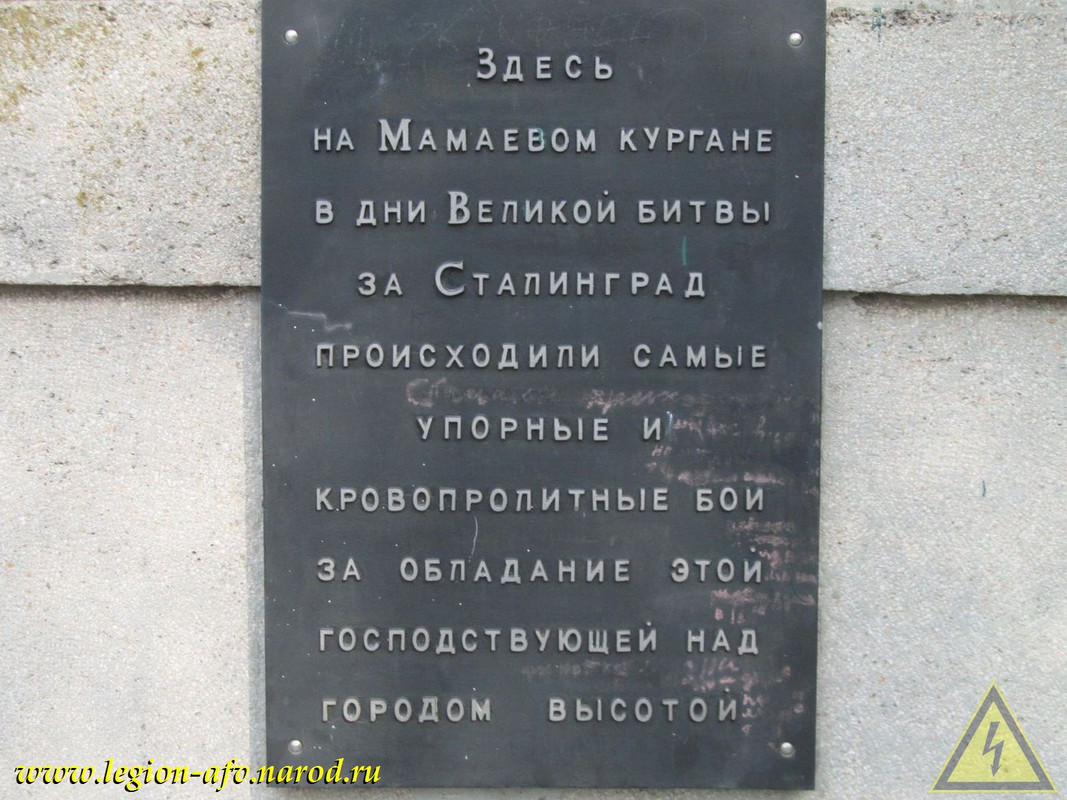 Здесь
на Мамаевом кургане
в дни Великой битвы
за Сталинград
происходили самые
упорные и
кровопролитные бои
за обладание этой
господствующей над
городом высотой
www.legion-afv.narod.ru